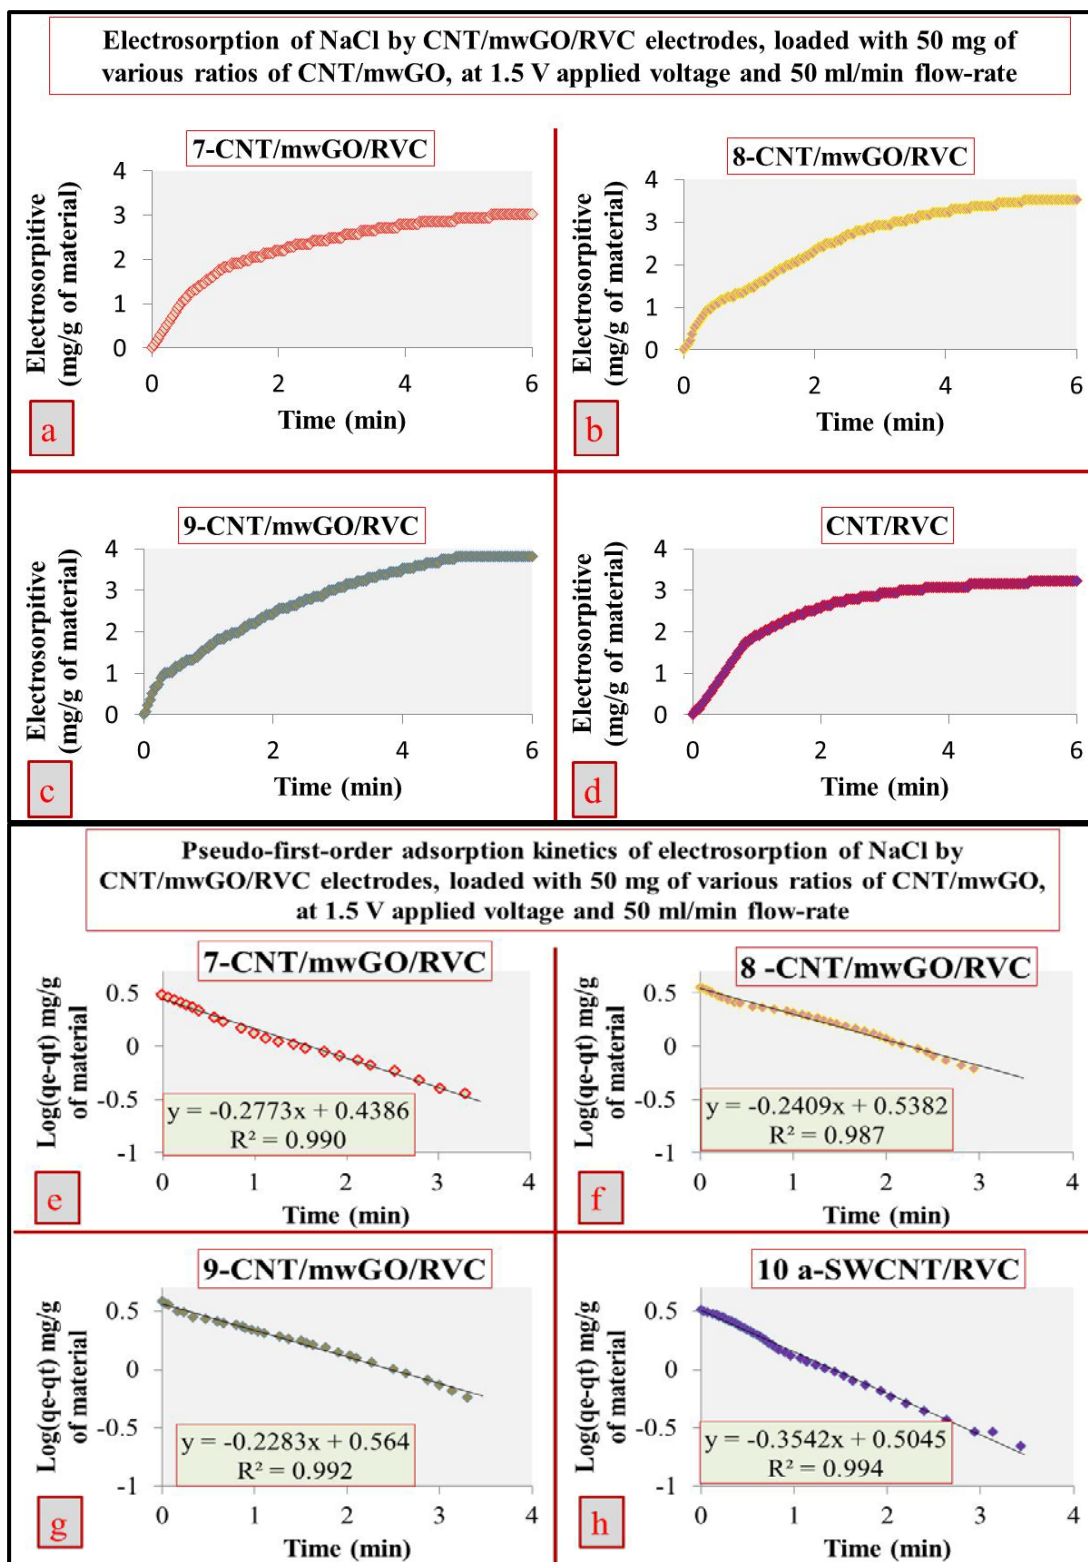 Electrosorption of NaCl by CNT/mwGO/RVC electrodes, loaded with 50 mg of
various ratios of CNT/mwGO, at 1.5 V applied voltage and 50 ml/min flow-rate
7-CNT/mwGO/RVC
Electrosorpitive
(mg/g of material)
4
3
2
1
0
0 2 4 6
Time (min)
a
8-CNT/mwGO/RVC
Electrosorpitive
(mg/g of material)
4
3
2
1
0
0 2 4 6
Time (min)
b
9-CNT/mwGO/RVC
Electrosorpitive
(mg/g of material)
4
3
2
1
0
0 2 4 6
Time (min)
c
CNT/RVC
Electrosorpitive
(mg/g of material)
4
3
2
1
0
0 2 4 6
Time (min)
d
Pseudo-first-order adsorption kinetics of electrosorption of NaCl by
CNT/mwGO/RVC electrodes, loaded with 50 mg of various ratios of CNT/mwGO,
at 1.5 V applied voltage and 50 ml/min flow-rate
7-CNT/mwGO/RVC
Log(qe-qt) mg/g
of material
0.5
0
-0.5
-1
y = -0.2773x + 0.4386
R² = 0.990
0 1 2 3 4
Time (min)
e
8 -CNT/mwGO/RVC
Log(qe-qt) mg/g
of material
0.5
0
-0.5
-1
y = -0.2409x + 0.5382
R² = 0.987
0 1 2 3 4
Time (min)
f
9-CNT/mwGO/RVC
Log(qe-qt) mg/g
of material
0.5
0
-0.5
-1
y = -0.2283x + 0.564
R² = 0.992
0 1 2 3 4
Time (min)
g
10 a-SWCNT/RVC
Log(qe-qt) mg/g
of material
0.5
0
-0.5
-1
y = -0.3542x + 0.5045
R² = 0.994
0 1 2 3 4
Time (min)
h